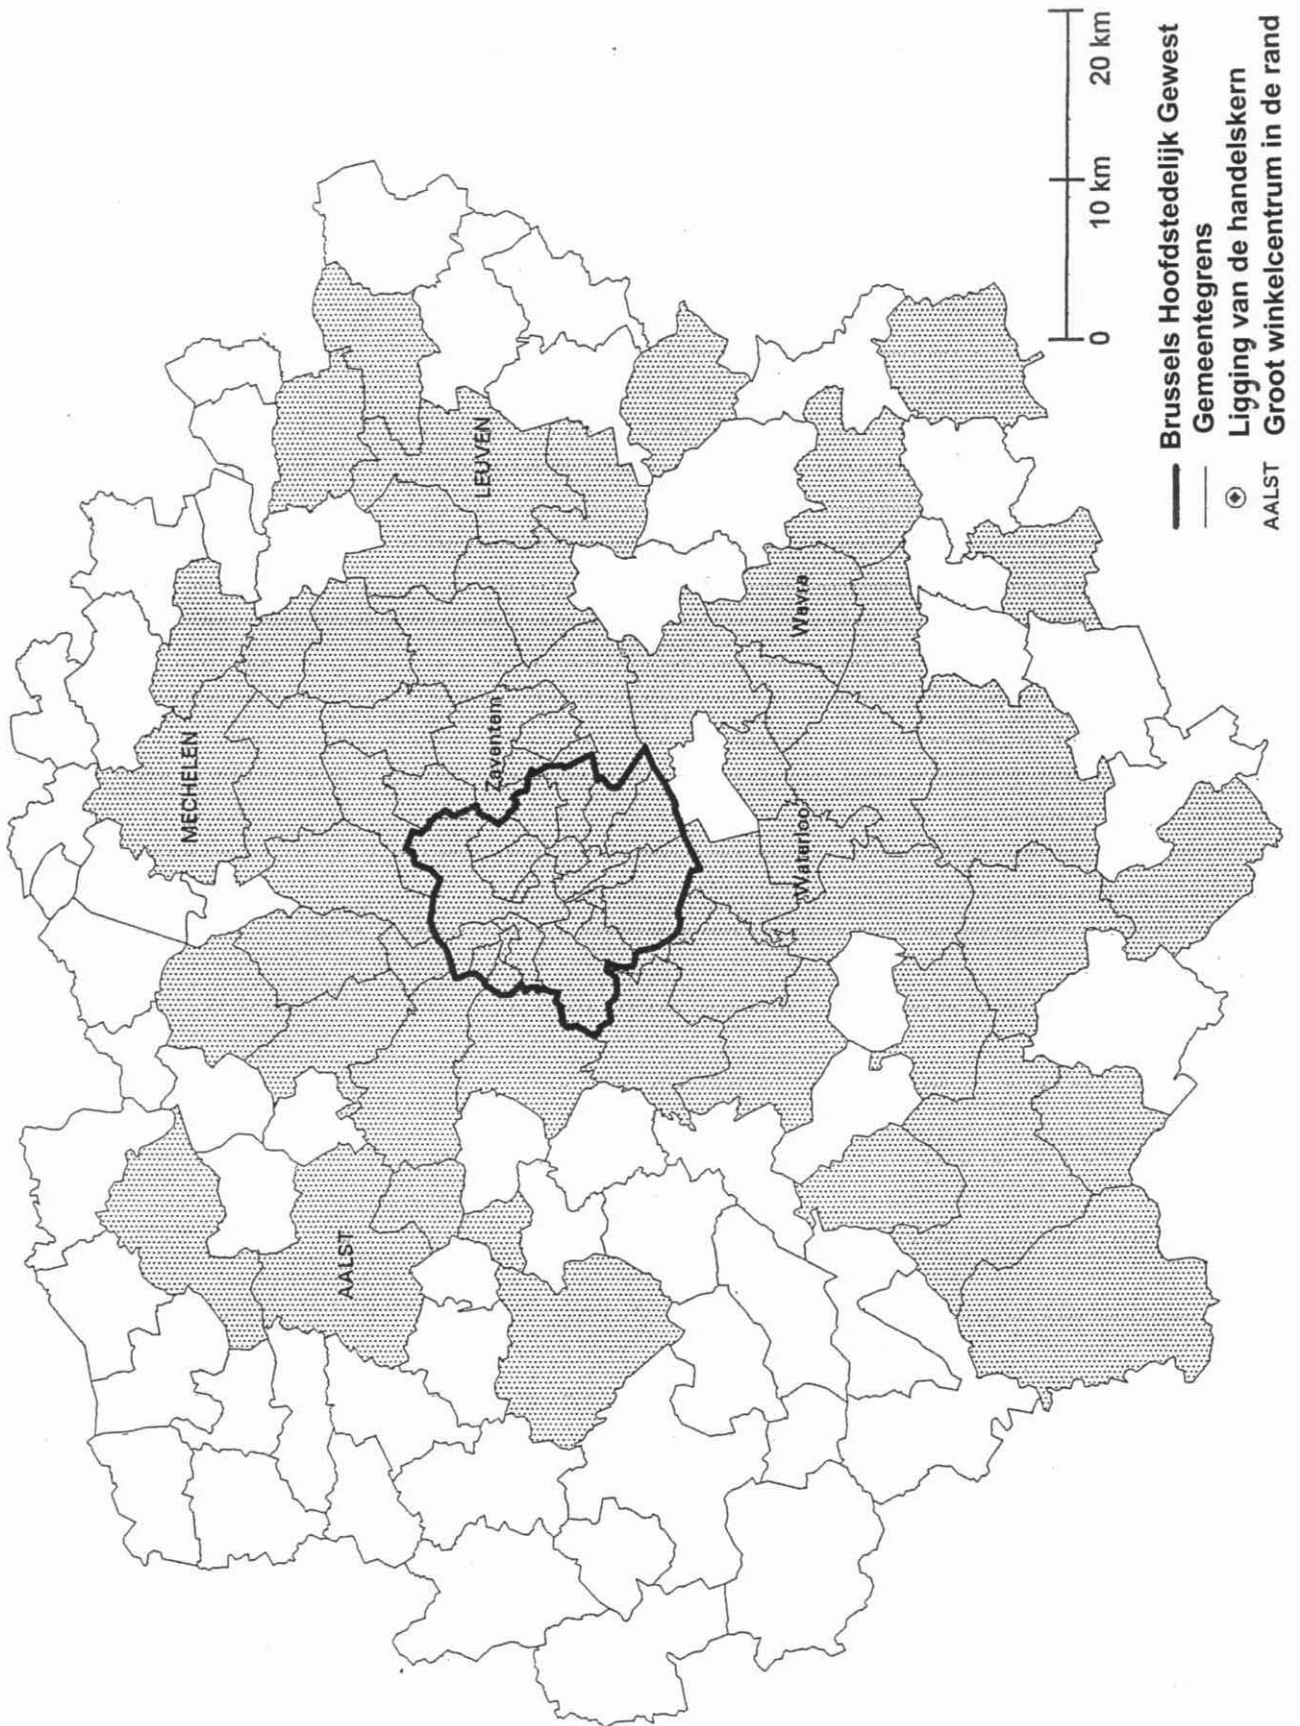 MECHELEN
LEUVEN
AALST
Zaventem
Wavre
Waterloo
0 10 km 20 km
Brussels Hoofdstedelijk Gewest
Gemeentegrens
Ligging van de handelskern
AALST Groot winkelcentrum in de rand